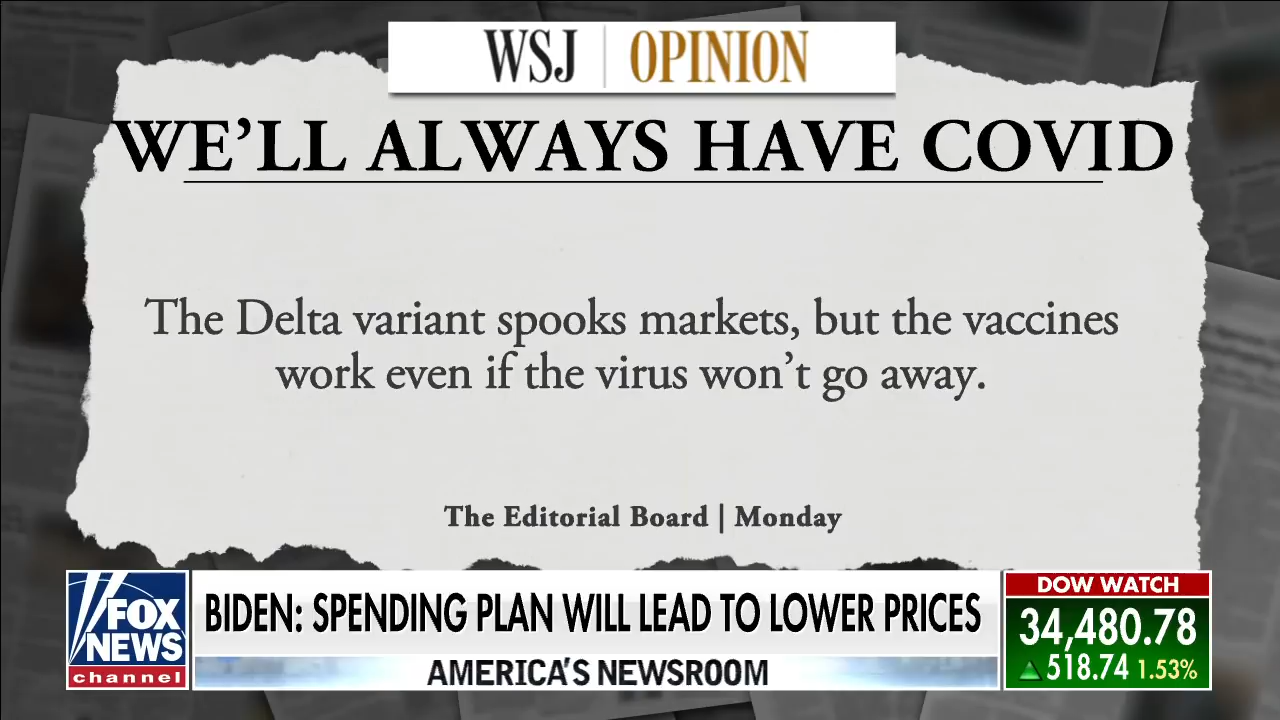 WSJ | OPINION
WE'LL ALWAYS HAVE COVID
The Delta variant spooks markets, but the vaccines
work even if the virus won't go away.
The Editorial Board | Monday
FOX
NEWS
channel
BIDEN: SPENDING PLAN WILL LEAD TO LOWER PRICES
AMERICA'S NEWSROOM
DOW WATCH
34,480.78
518.74 1.53%